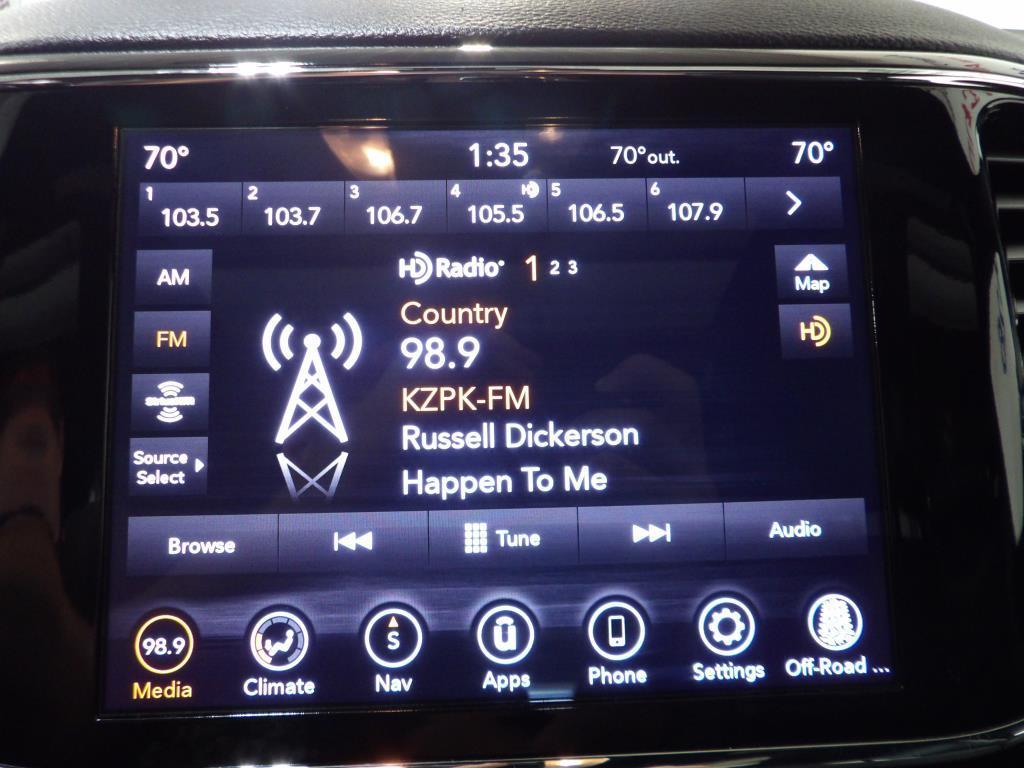 70° 1:35 70° out. 70°
1 103.5 2 103.7 3 106.7 4 HD 105.5 5 106.5 6 107.9
AM
HD Radio 1 2 3
Map
Country
FM
98.9
HD
KZPK-FM
SiriusXM
Russell Dickerson
Source Select
Happen To Me
Browse Tune Audio
98.9 S u
Media Climate Nav Apps Phone Settings Off-Road ...